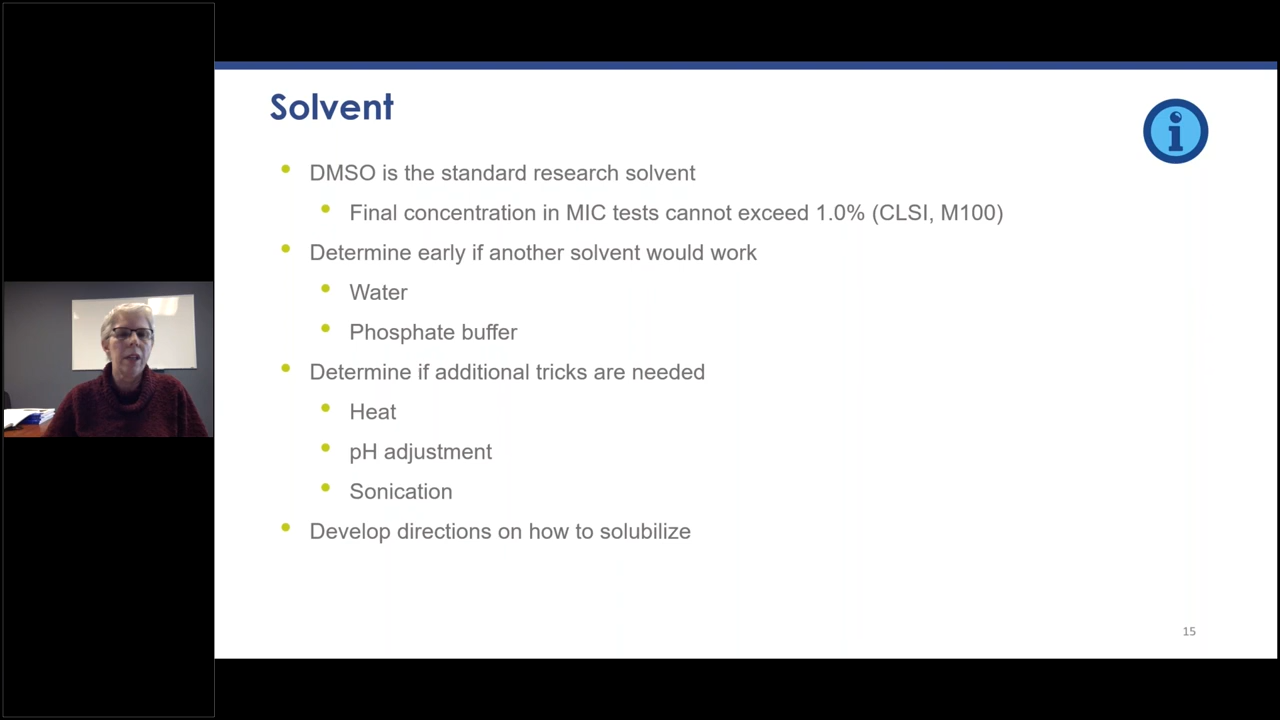 Solvent
DMSO is the standard research solvent
Final concentration in MIC tests cannot exceed 1.0% (CLSI, M100)
Determine early if another solvent would work
Water
Phosphate buffer
Determine if additional tricks are needed
Heat
pH adjustment
Sonication
Develop directions on how to solubilize
15